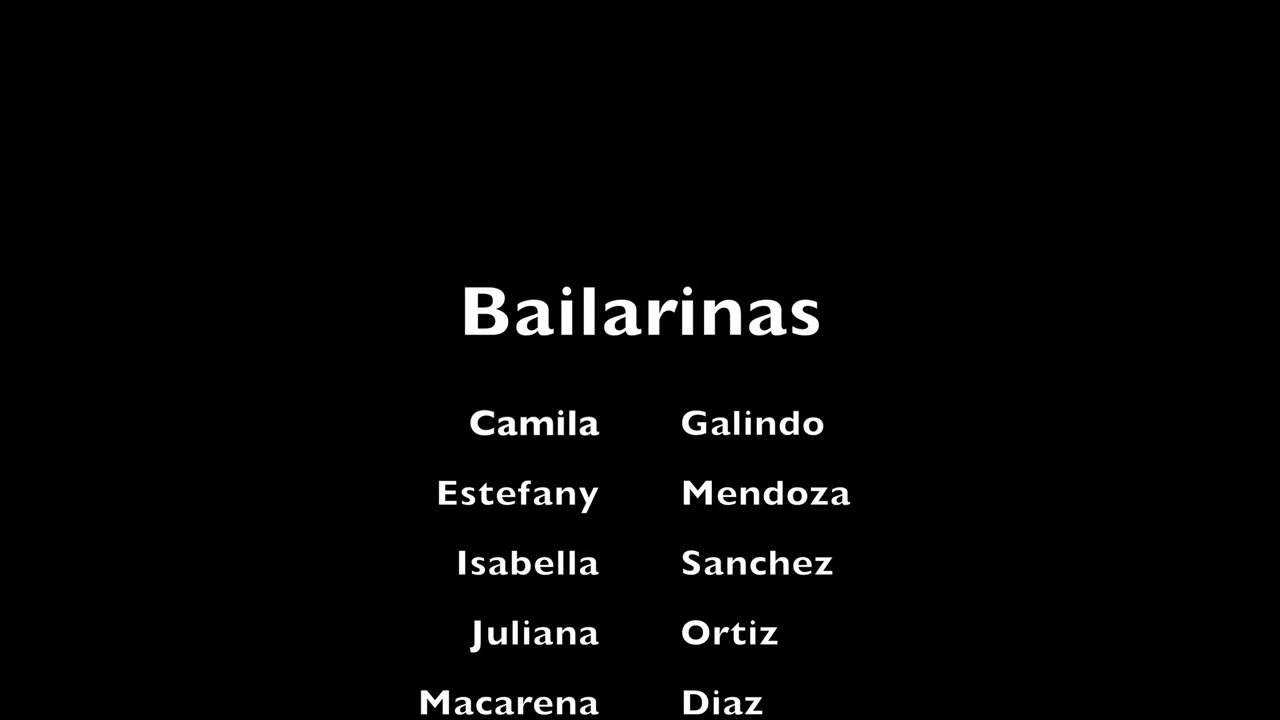 Bailarinas
Camila Galindo
Estefany Mendoza
Isabella Sanchez
Juliana Ortiz
Macarena Diaz